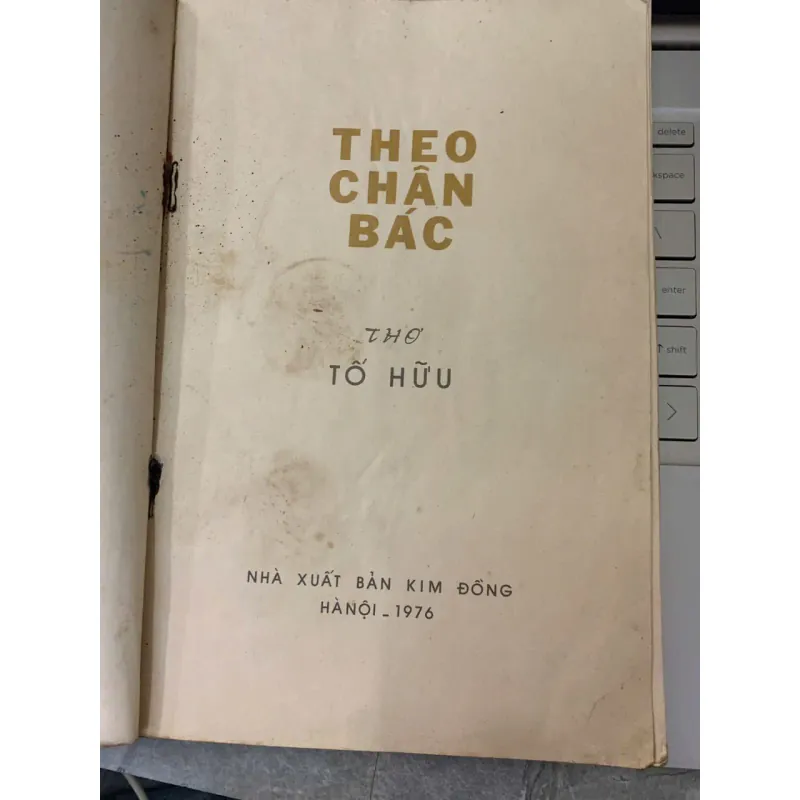 THEO
CHÂN
BÁC
THƠ
TỐ HỮU
NHÀ XUẤT BẢN KIM ĐỒNG
HÀNỘI - 1976
delete
kspace
\
enter
↑ shift
>